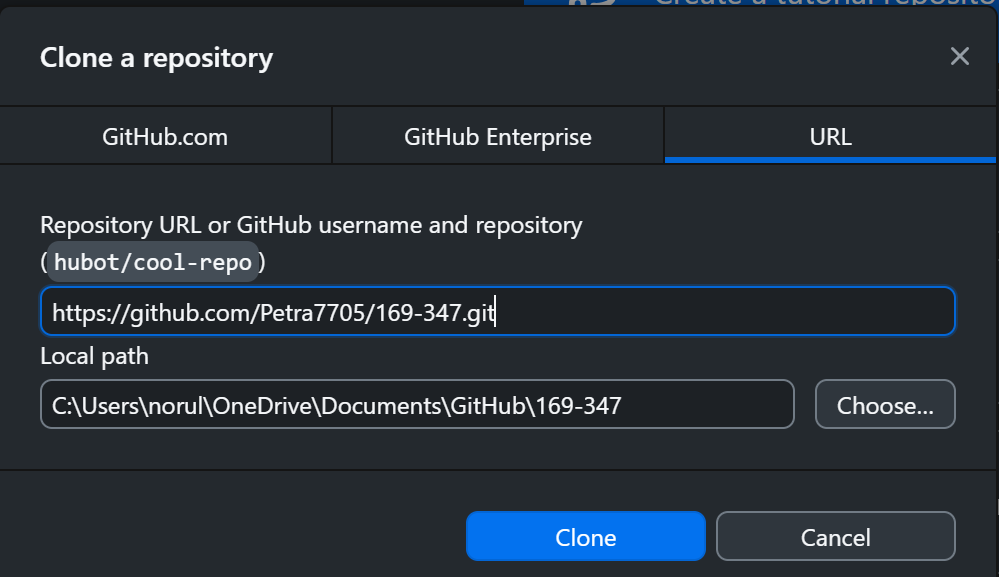 Create a tutorial reposito
Clone a repository
GitHub.com
GitHub Enterprise
URL
Repository URL or GitHub username and repository
(hubot/cool-repo)
https://github.com/Petra7705/169-347.git
Local path
C:\Users\norul\OneDrive\Documents\GitHub\169-347
Choose...
Clone
Cancel